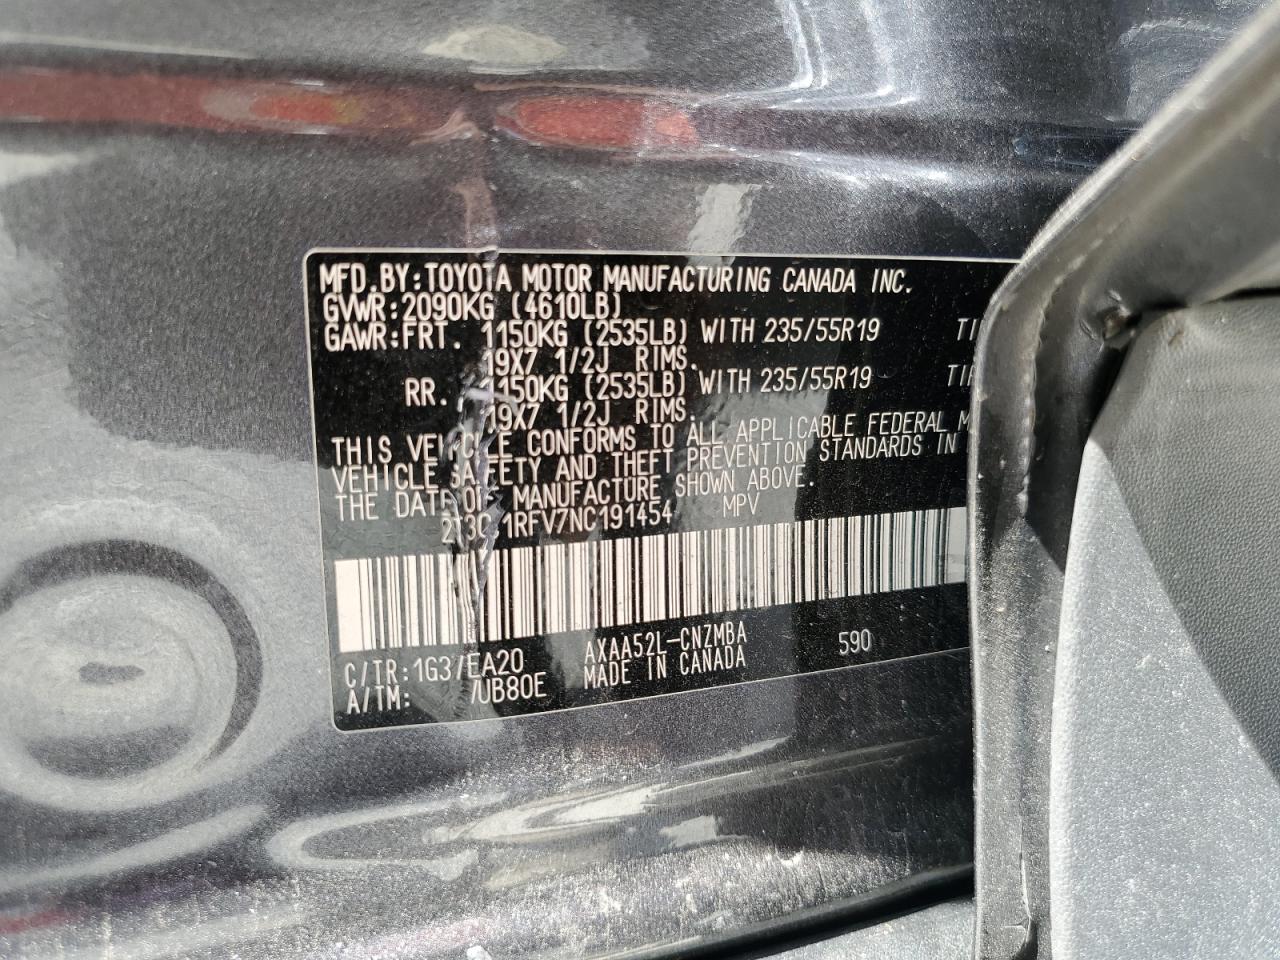 MFD.BY:TOYOTA MOTOR MANUFACTURING CANADA INC.
GVWR:2090KG (4610LB)
GAWR:FRT. 1150KG (2535LB) WITH 235/55R19
19X7 1/2J RIMS.
RR. 1150KG (2535LB) WITH 235/55R19
19X7 1/2J RIMS.
THIS VEHICLE CONFORMS TO ALL APPLICABLE FEDERAL
VEHICLE SAFETY AND THEFT PREVENTION STANDARDS IN
THE DATE OF MANUFACTURE SHOWN ABOVE.
1RFV7NC191454 MPV
C/TR:1G3/EA20 AXAA52L-CNZMBA 590
A/TM: /UB80E MADE IN CANADA